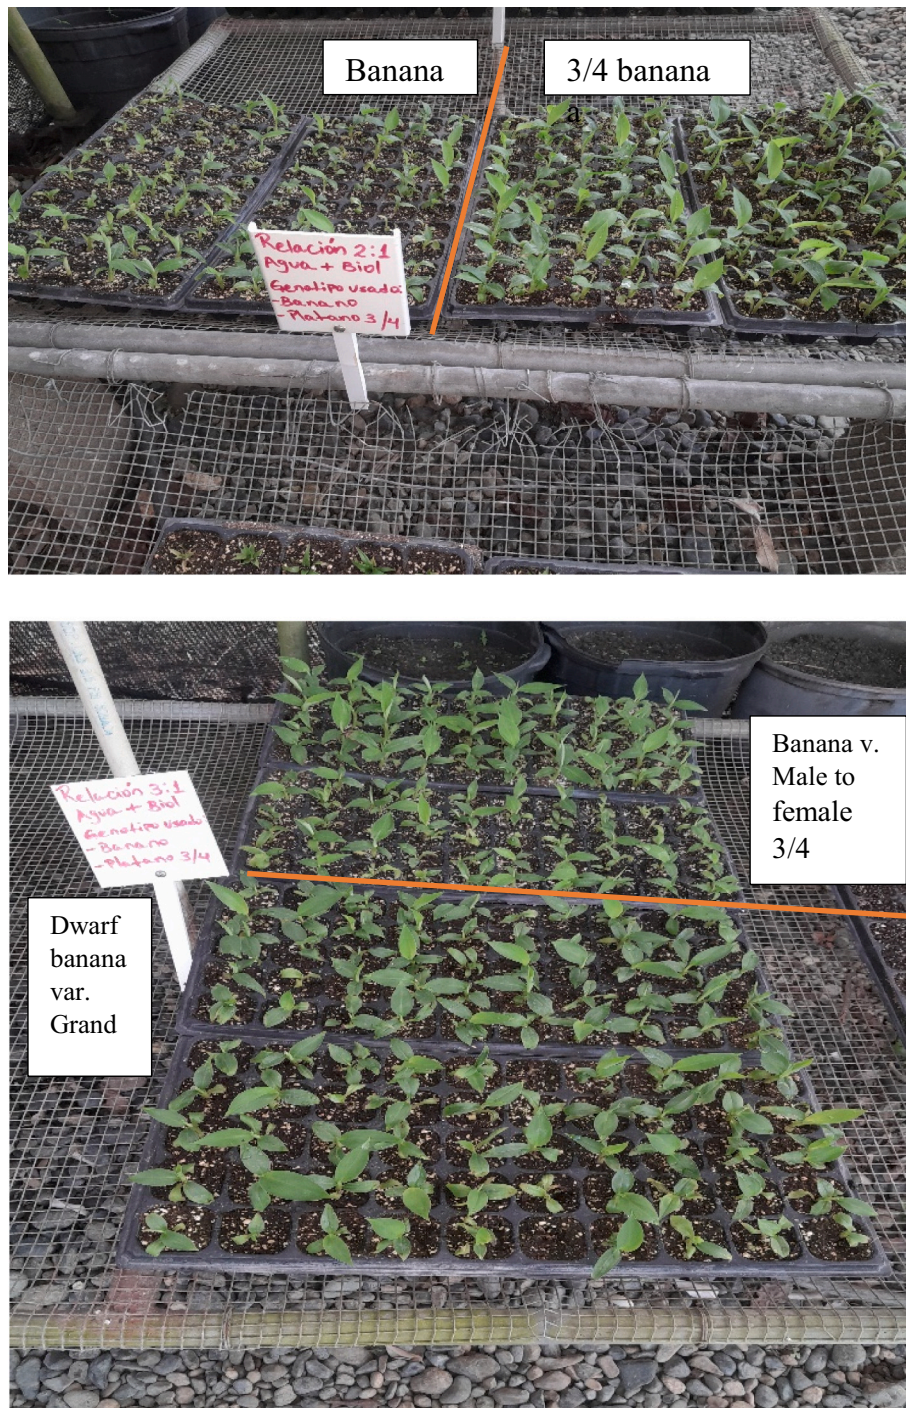 Banana
3/4 banana
a
Relación 2:1
Agua + Biol
Genotipo usado:
- Banano
- Platano 3/4
Banana v.
Male to
female
3/4
Relación 3:1
Agua + Biol
Genotipo usado:
- Banano
- Platano 3/4
Dwarf
banana
var.
Grand